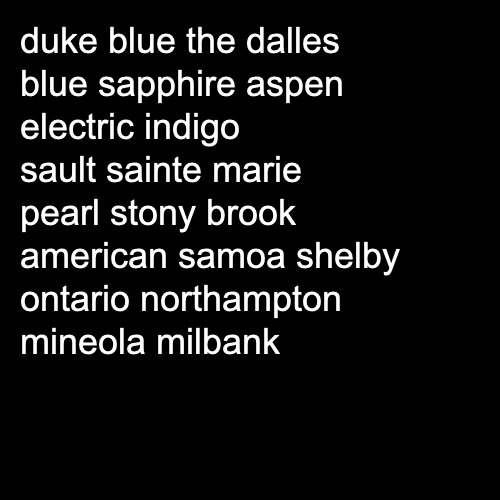 duke blue the dalles
blue sapphire aspen
electric indigo
sault sainte marie
pearl stony brook
american samoa shelby
ontario northampton
mineola milbank